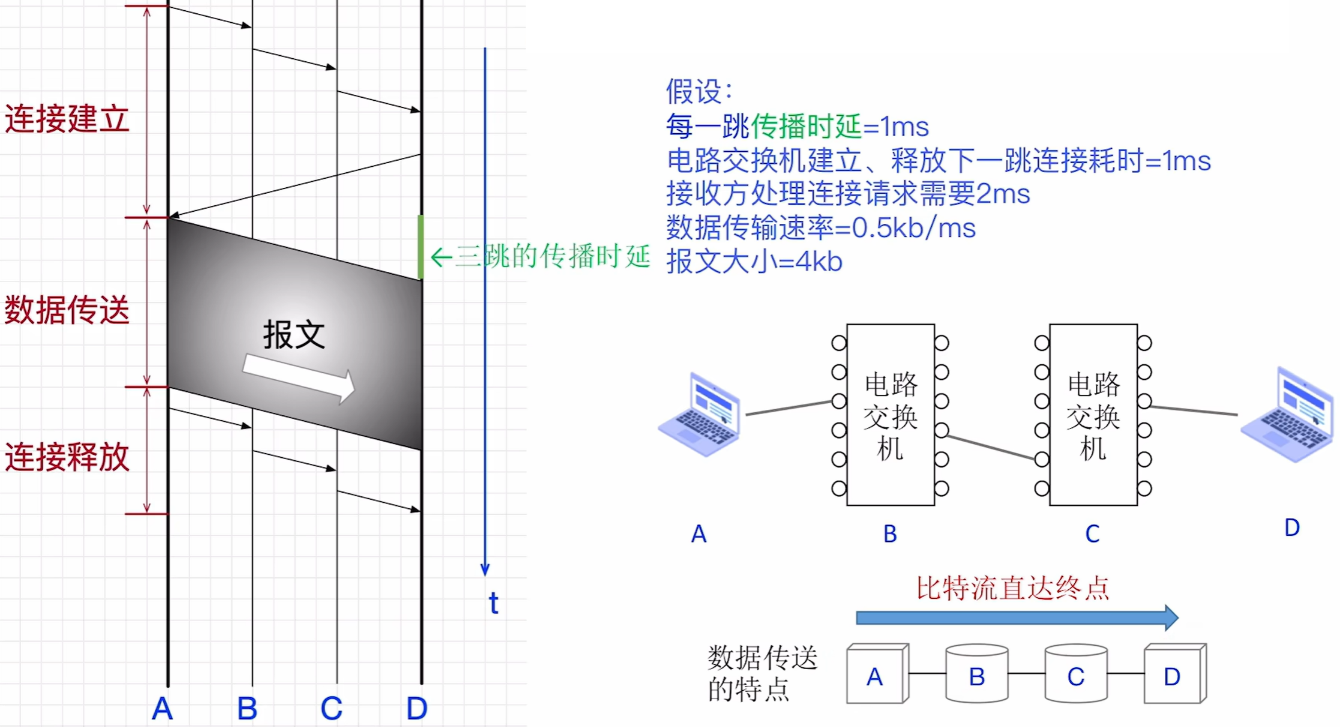 连接建立
数据传送
连接释放
报文
←三跳的传播时延
t
A
B
C
D
假设：
每一跳传播时延=1ms
电路交换机建立、释放下一跳连接耗时=1ms
接收方处理连接请求需要2ms
数据传输速率=0.5kb/ms
报文大小=4kb
电路
交换
机
电路
交换
机
A
B
C
D
比特流直达终点
数据传送
的特点
A
B
C
D